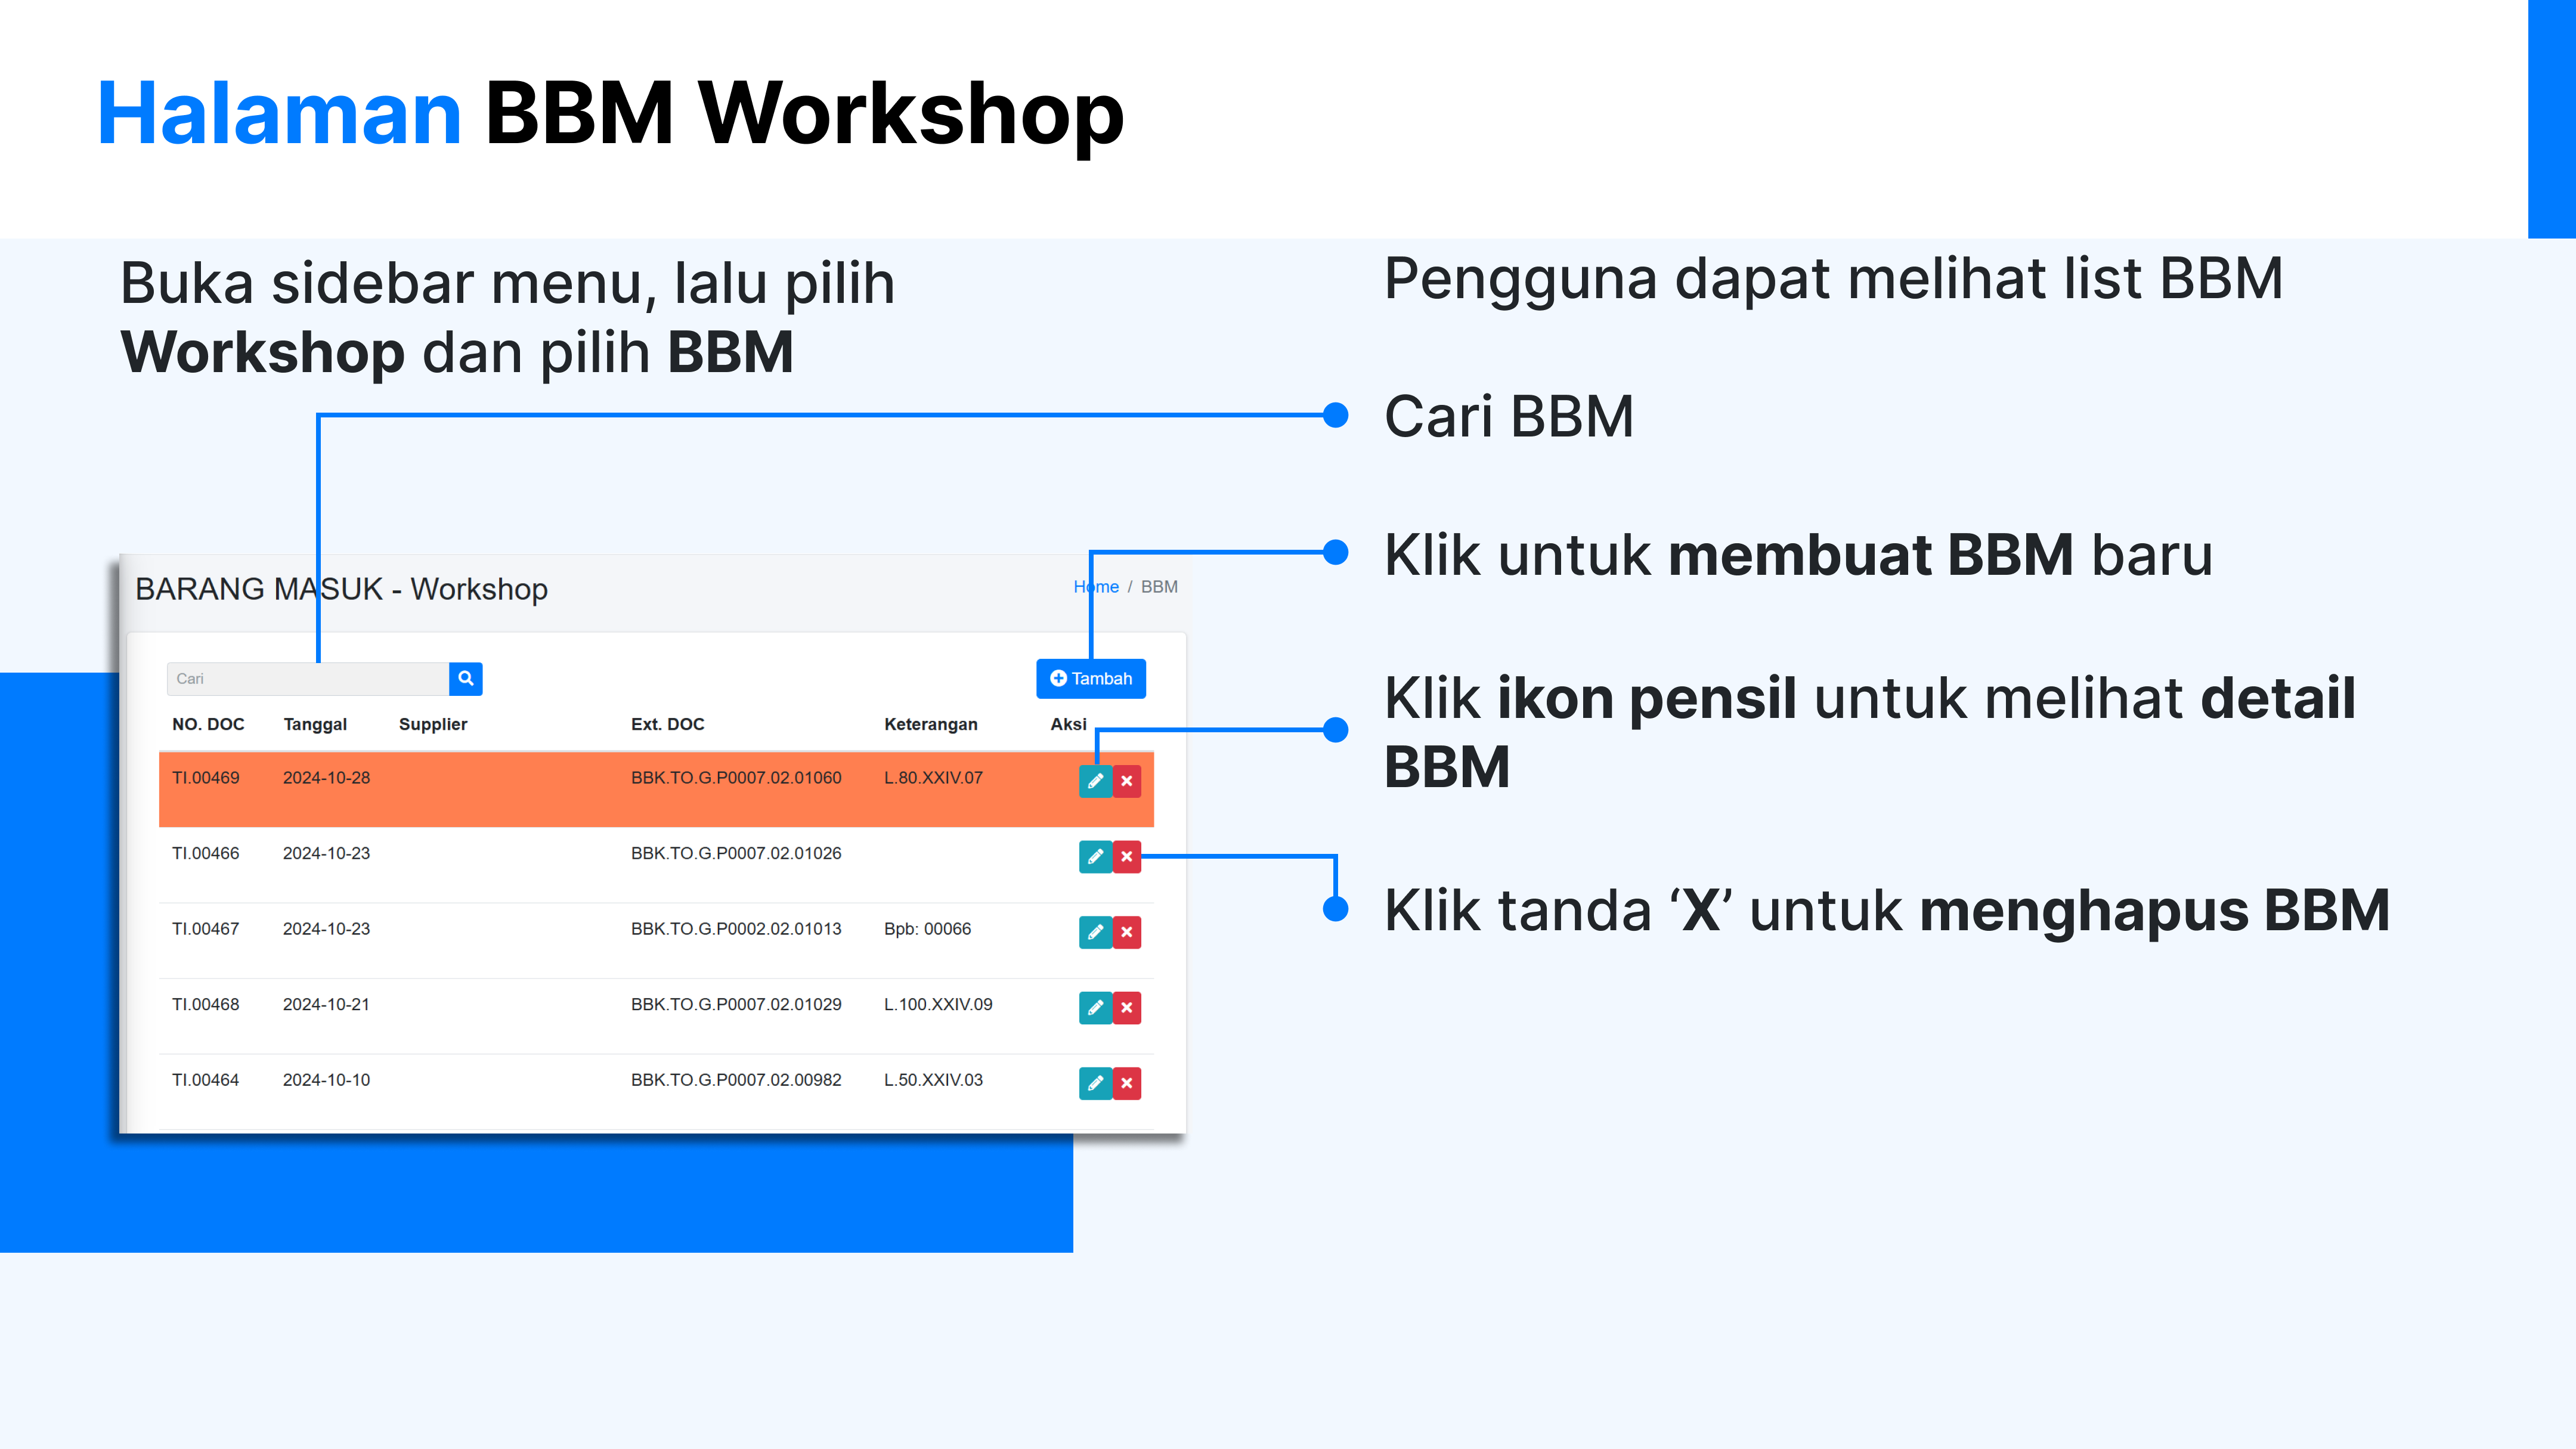 Halaman BBM Workshop
Buka sidebar menu, lalu pilih
Workshop dan pilih BBM
Pengguna dapat melihat list BBM
Cari BBM
Klik untuk membuat BBM baru
Klik ikon pensil untuk melihat detail
BBM
Klik tanda ‘X’ untuk menghapus BBM
BARANG MASUK - Workshop
Home / BBM
Cari
Tambah
NO. DOC Tanggal Supplier Ext. DOC Keterangan Aksi
TI.00469 2024-10-28 BBK.TO.G.P0007.02.01060 L.80.XXIV.07
TI.00466 2024-10-23 BBK.TO.G.P0007.02.01026
TI.00467 2024-10-23 BBK.TO.G.P0002.02.01013 Bpb: 00066
TI.00468 2024-10-21 BBK.TO.G.P0007.02.01029 L.100.XXIV.09
TI.00464 2024-10-10 BBK.TO.G.P0007.02.00982 L.50.XXIV.03